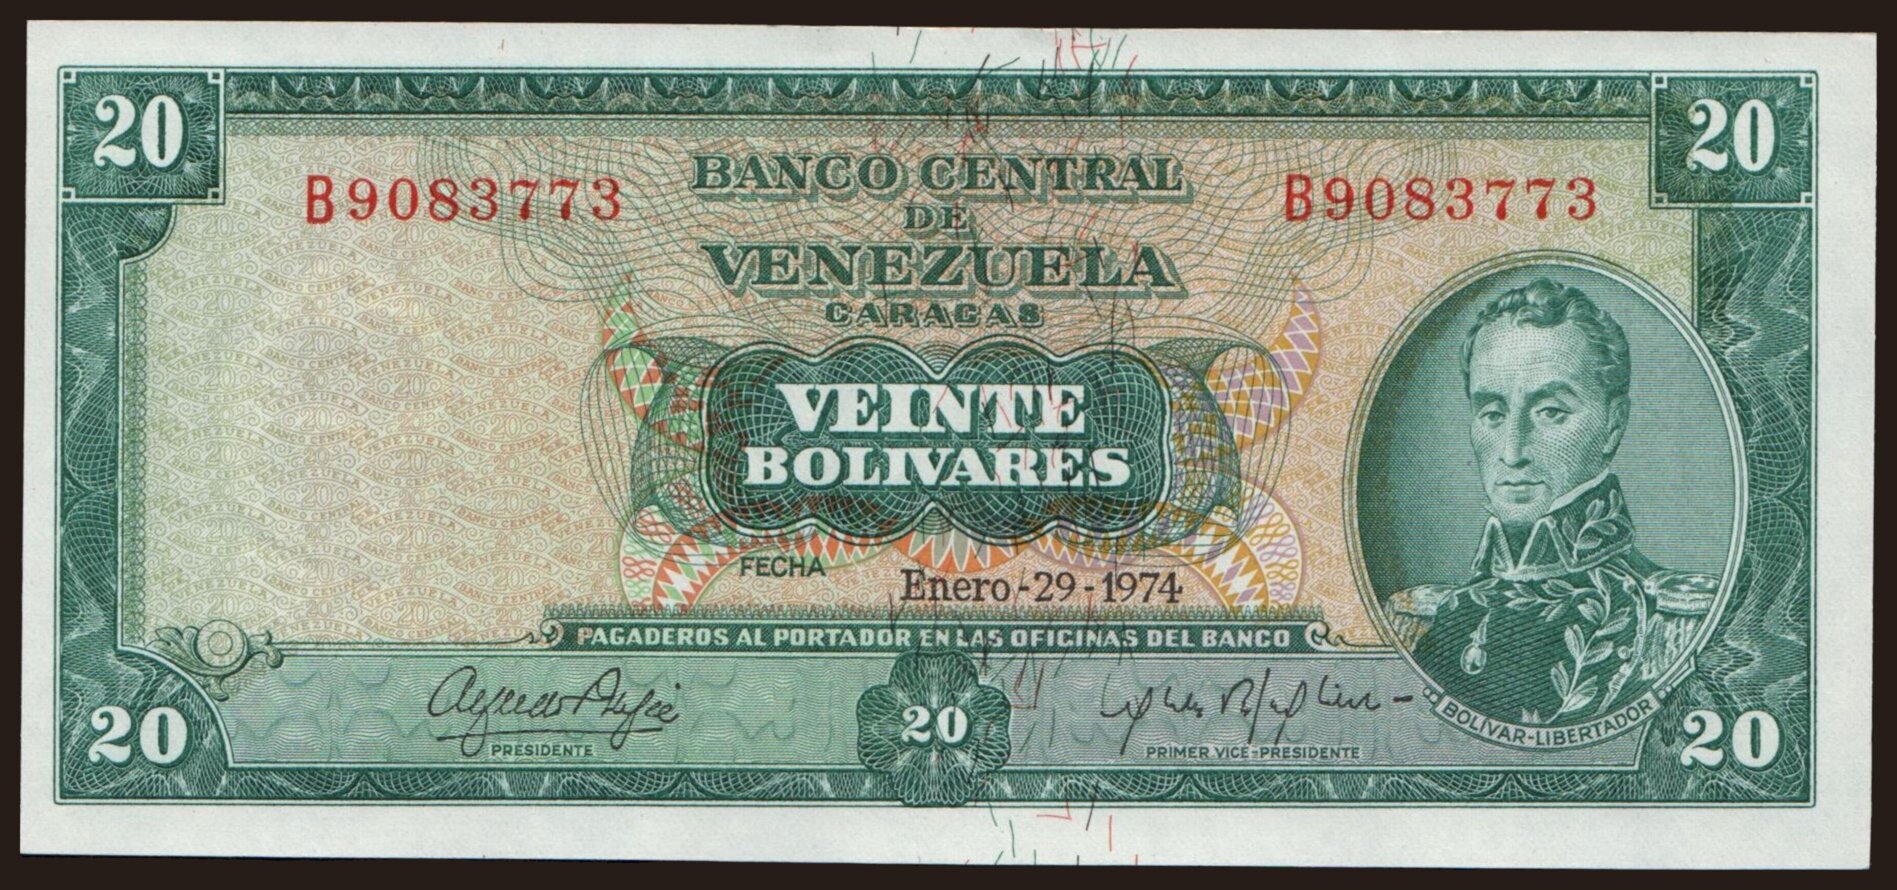 20
20
BANCO CENTRAL
DE
VENEZUELA
CARACAS
B9083773
B9083773
VEINTE
BOLIVARES
FECHA
Enero-29-1974
PAGADEROS AL PORTADOR EN LAS OFICINAS DEL BANCO
PRESIDENTE
PRIMER VICE-PRESIDENTE
BOLÍVAR-LIBERTADOR
20
20
20